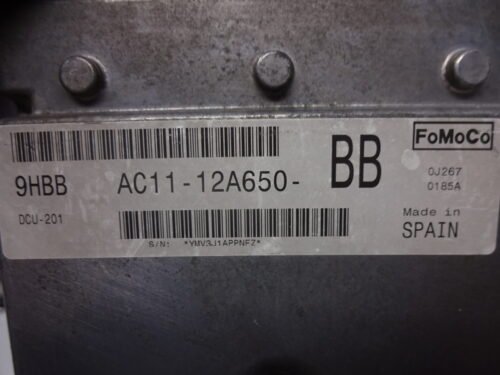 FoMoCo
9HBB AC11-12A650- BB
0J267
0185A
DCU-201
S/N: *YMV3J1APPNFZ*
Made in
SPAIN